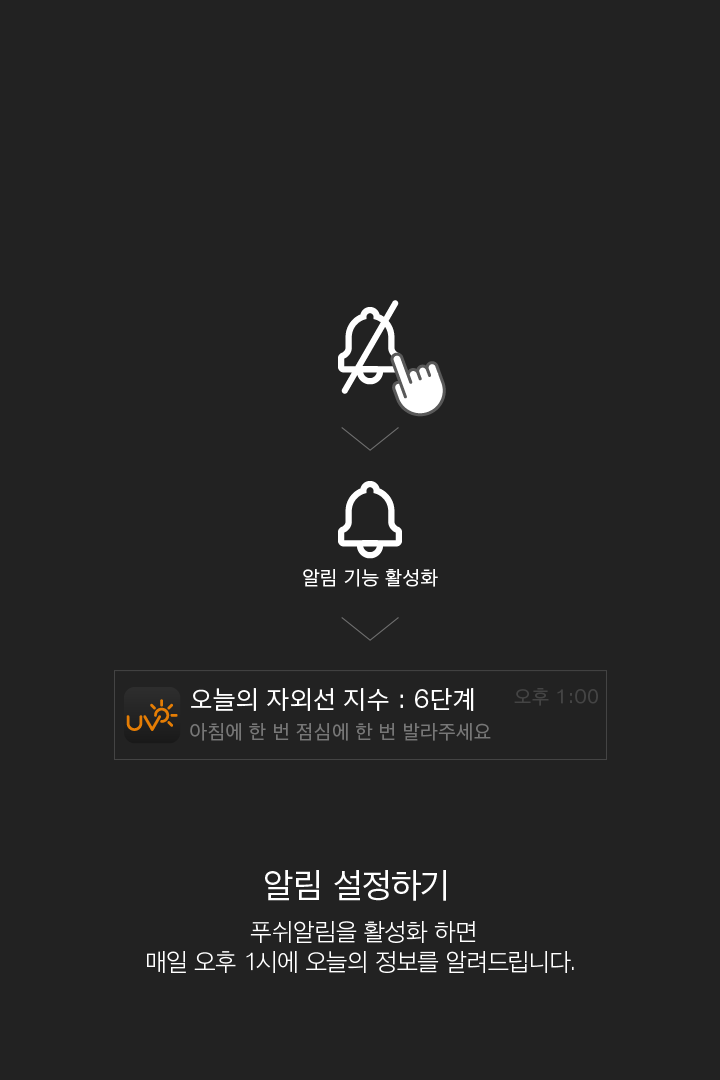 알림 기능 활성화
오늘의 자외선 지수 : 6단계
오후 1:00
UV
아침에 한 번 점심에 한 번 발라주세요
알림 설정하기
푸쉬알림을 활성화 하면
매일 오후 1시에 오늘의 정보를 알려드립니다.